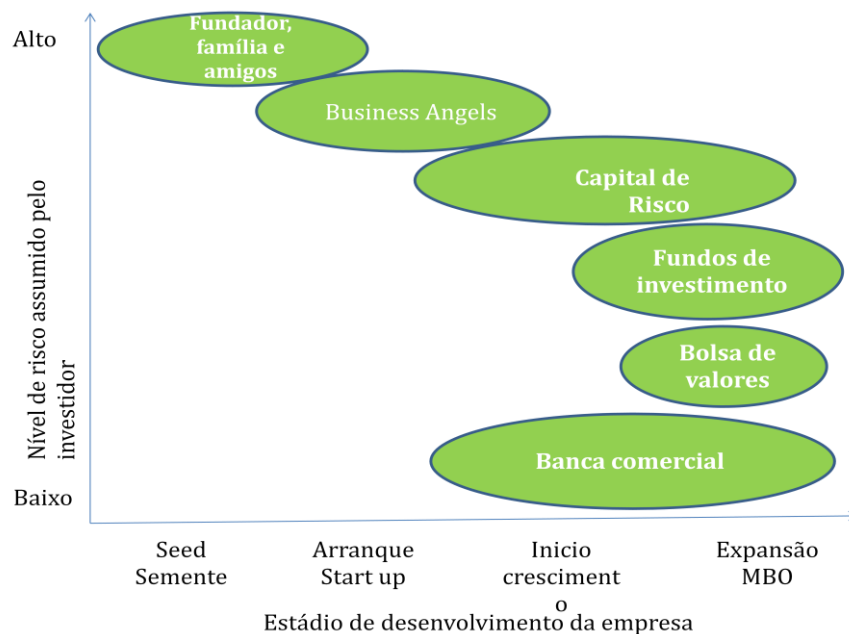 Alto
Fundador,
família e
amigos
Business Angels
Capital de
Risco
Fundos de
investimento
Bolsa de
valores
Banca comercial
Nível de risco assumido pelo
investidor
Baixo
Seed
Semente
Arranque
Start up
Inicio
cresciment
o
Expansão
MBO
Estádio de desenvolvimento da empresa